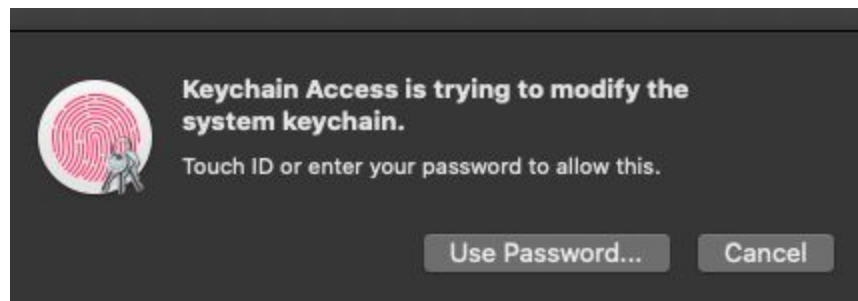 Keychain Access is trying to modify the
system keychain.
Touch ID or enter your password to allow this.
Use Password... Cancel